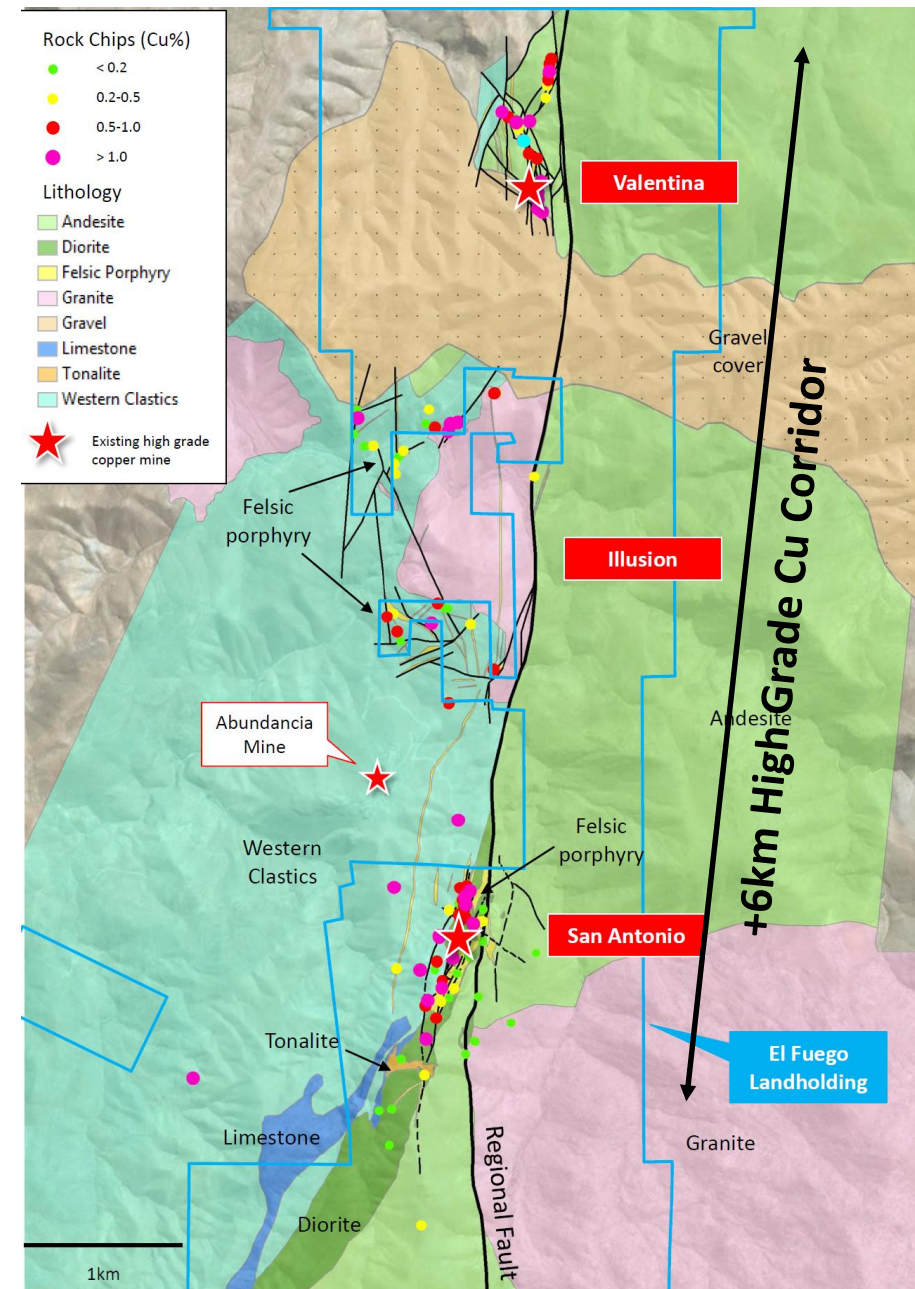 Rock Chips (Cu%)
< 0.2
0.2-0.5
0.5-1.0
> 1.0
Lithology
Andesite
Diorite
Felsic Porphyry
Granite
Gravel
Limestone
Tonalite
Western Clastics
Existing high grade
copper mine
Valentina
Gravel
cover
+6km High Grade Cu Corridor
Felsic
porphyry
Illusion
Andesite
Abundancia
Mine
Western
Clastics
Felsic
porphyry
San Antonio
Tonalite
El Fuego
Landholding
Limestone
Granite
Regional Fault
Diorite
1km